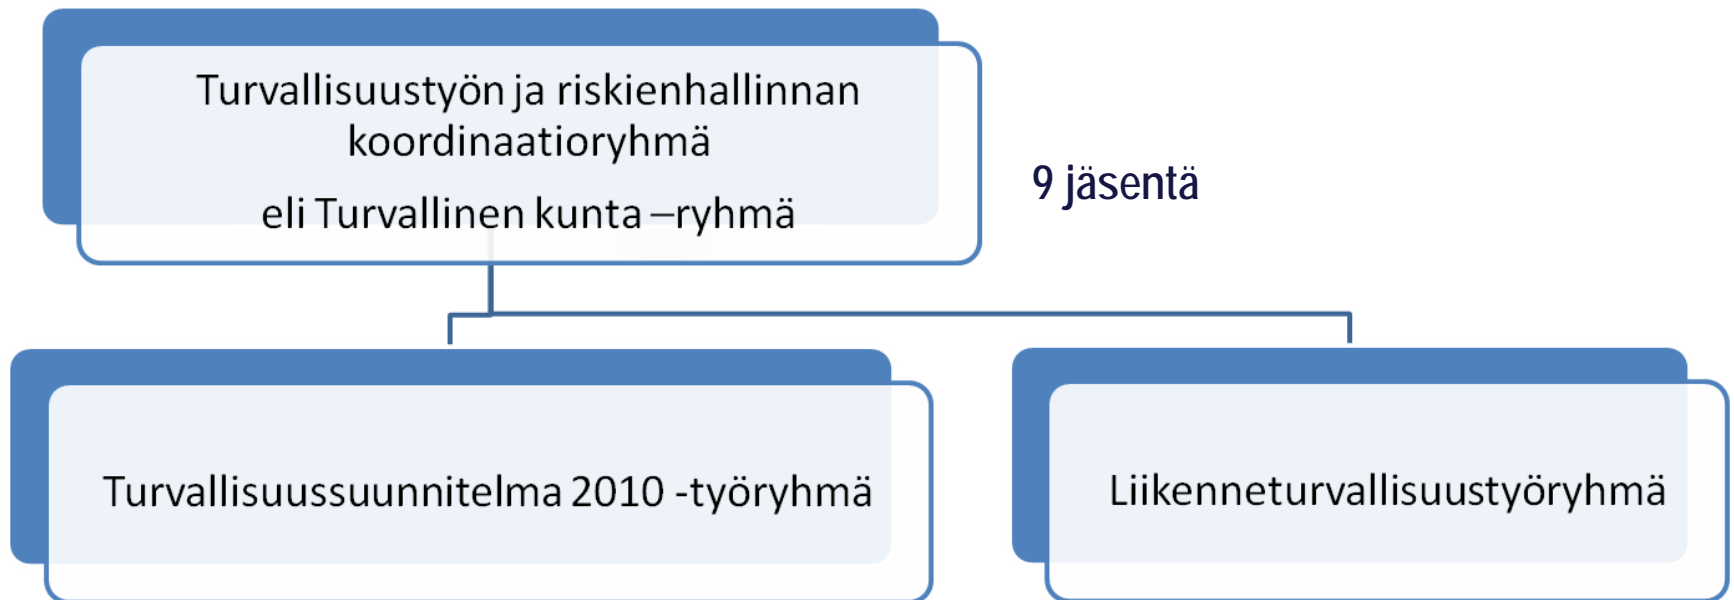 Turvallisuustyön ja riskienhallinnan
koordinaatioryhmä
eli Turvallinen kunta –ryhmä
9 jäsentä
Turvallisuussuunnitelma 2010 -työryhmä
Liikenneturvallisuustyöryhmä